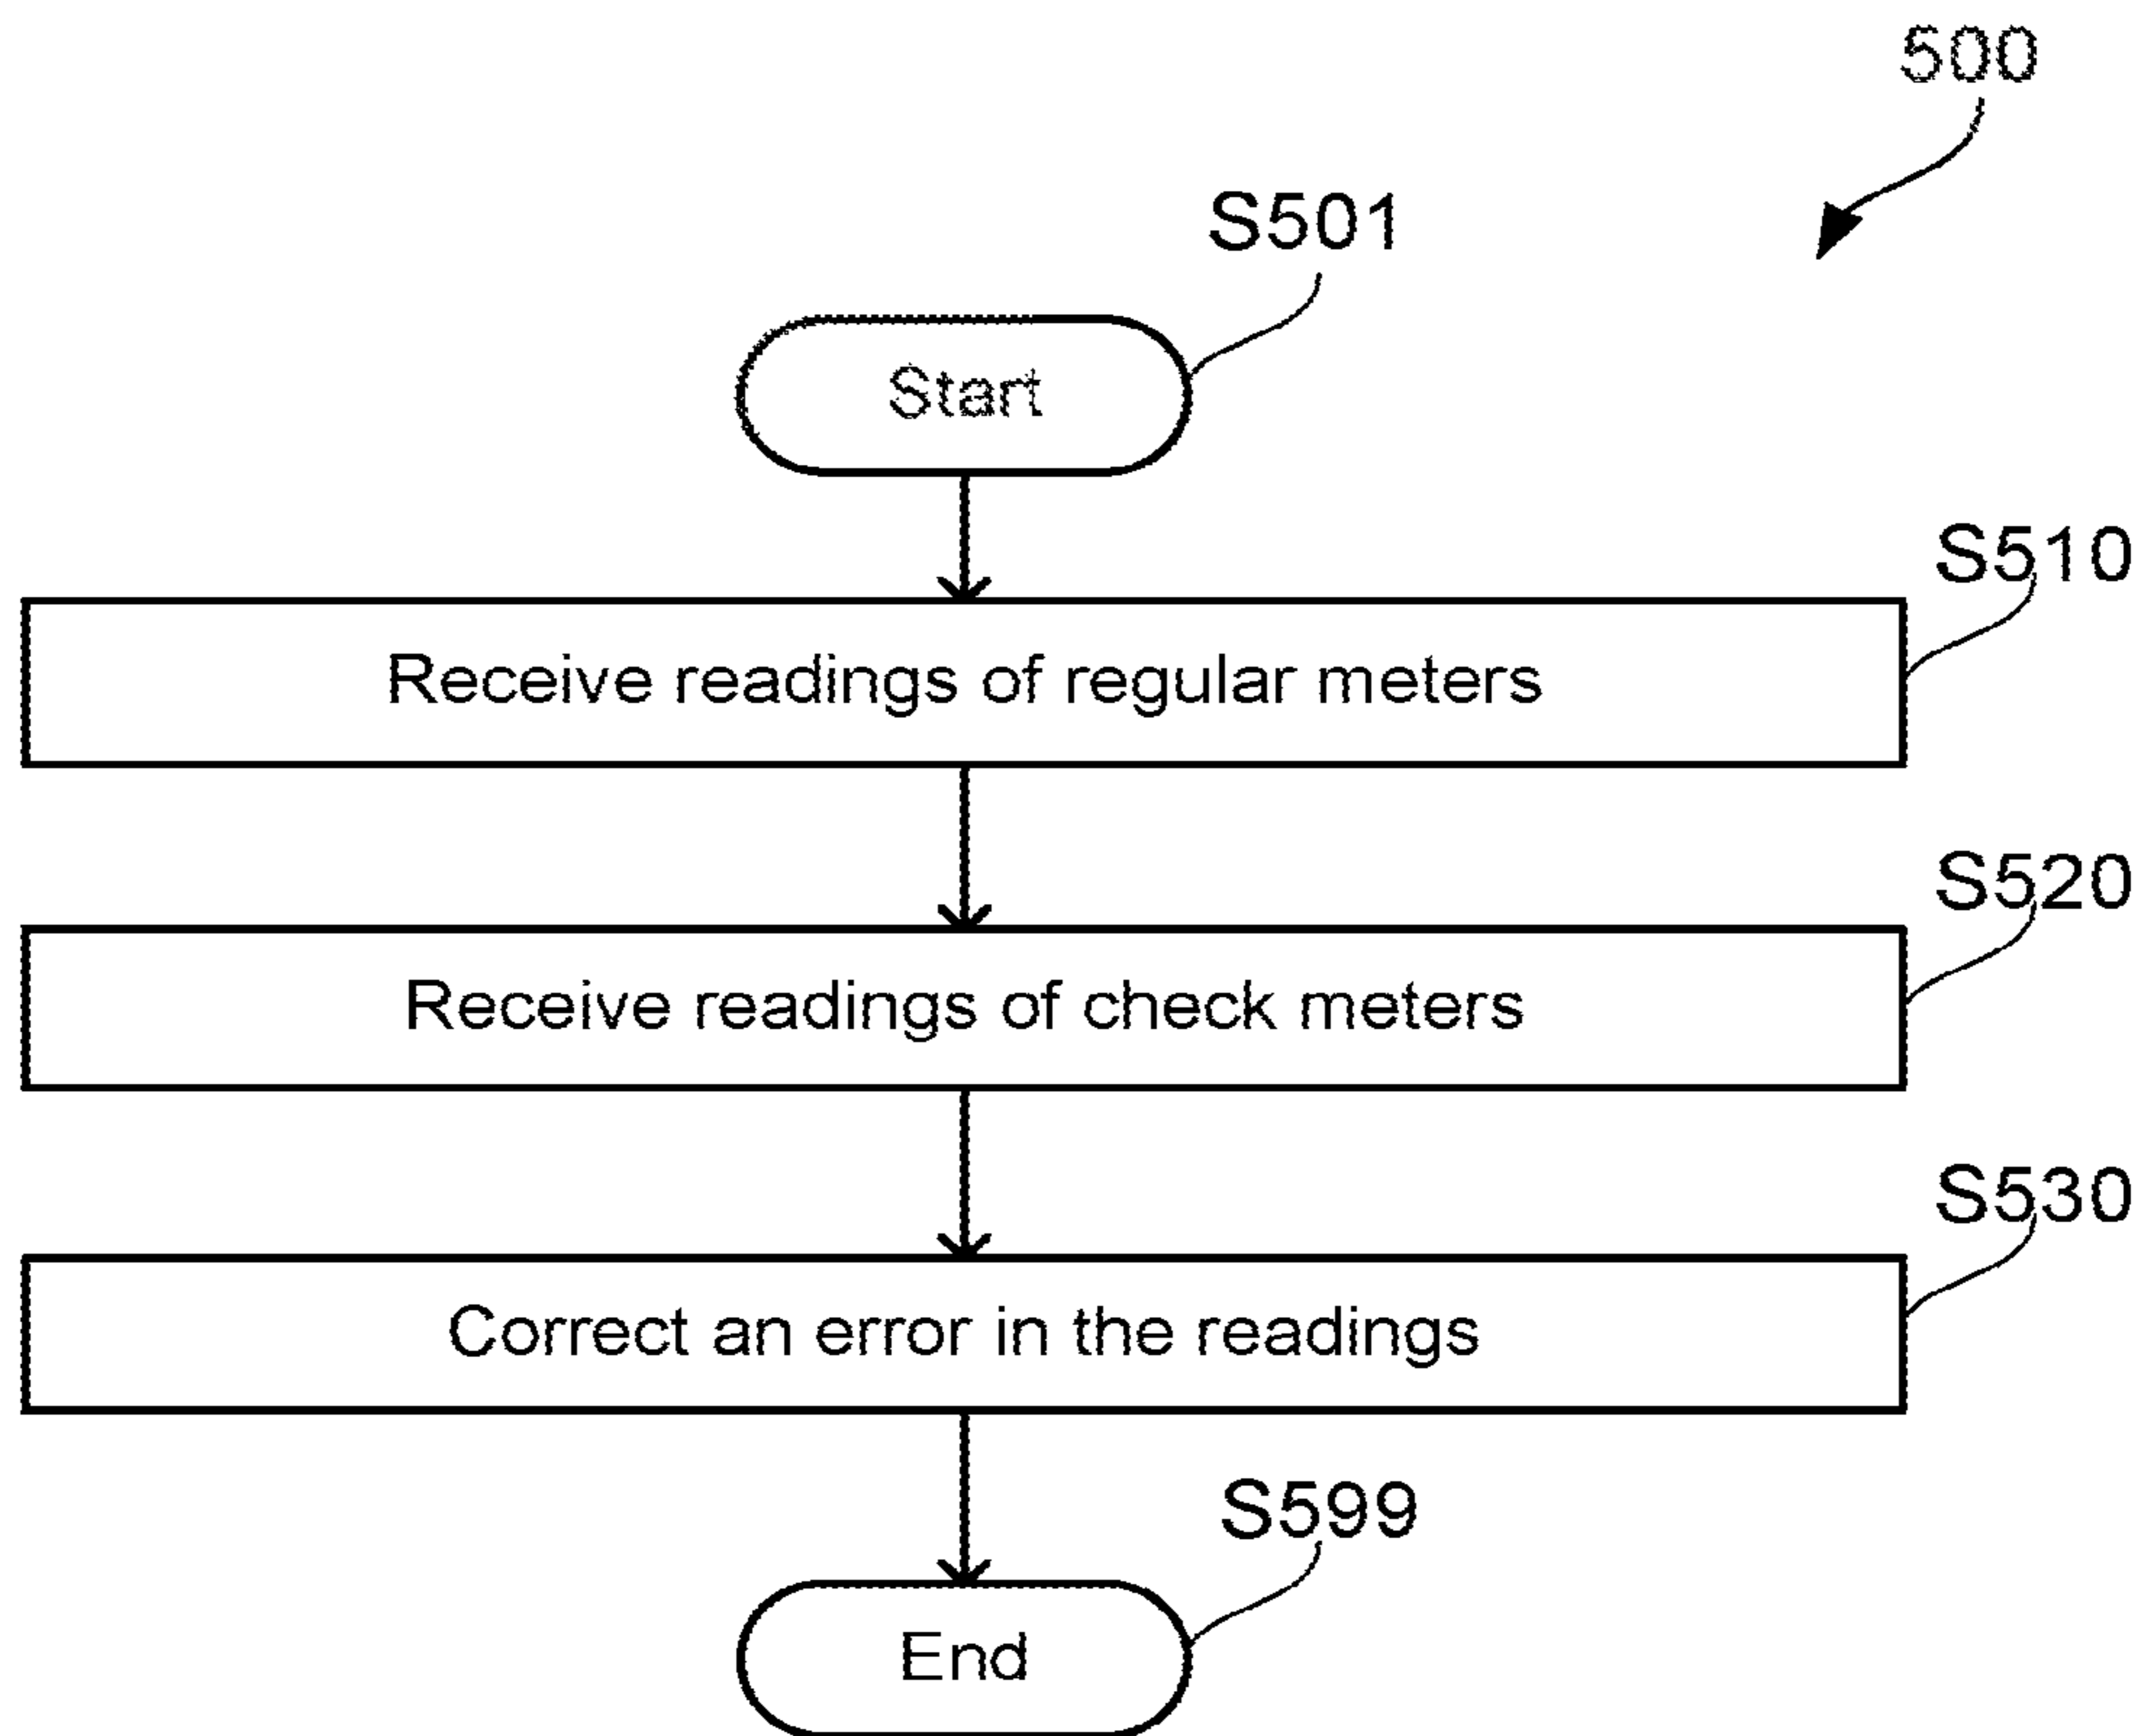 500
S501
Start
S510
Receive readings of regular meters
S520
Receive readings of check meters
S530
Correct an error in the readings
S599
End